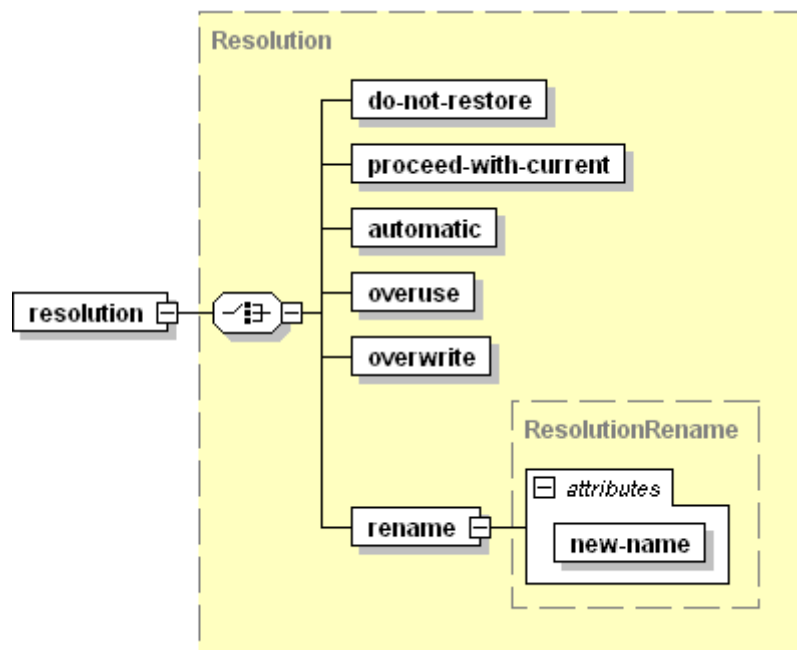 Resolution
do-not-restore
proceed-with-current
automatic
resolution
overuse
overwrite
ResolutionRename
attributes
rename
new-name